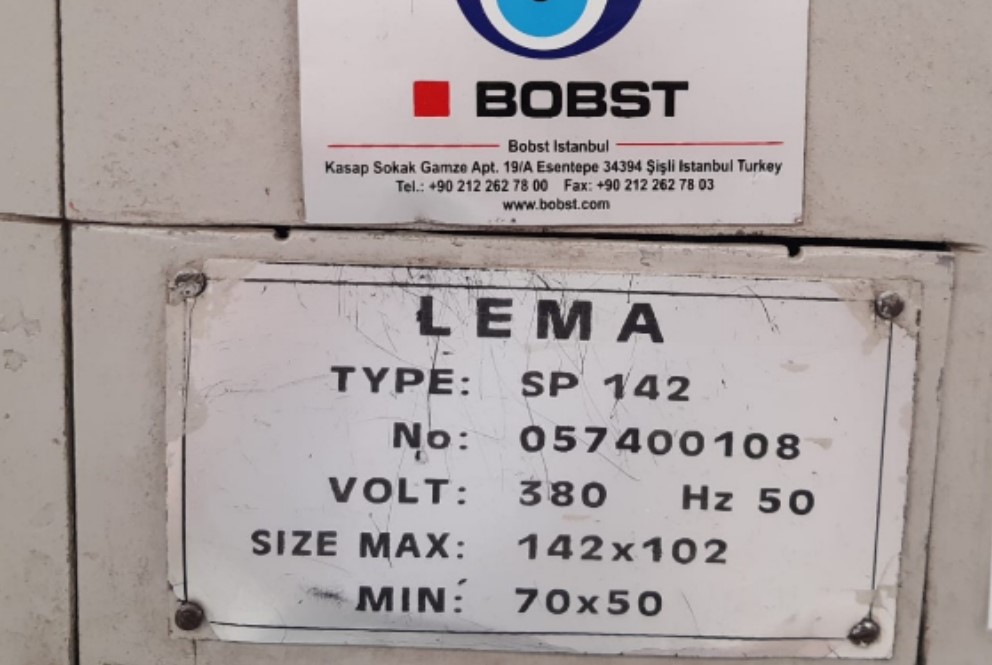 BOBST
Bobst Istanbul
Kasap Sokak Gamze Apt. 19/A Esentepe 34394 Şişli Istanbul Turkey
Tel.: +90 212 262 78 00 Fax: +90 212 262 78 03
www.bobst.com
LEMA
TYPE: SP 142
No: 057400108
VOLT: 380 Hz 50
SIZE MAX: 142x102
MIN: 70x50